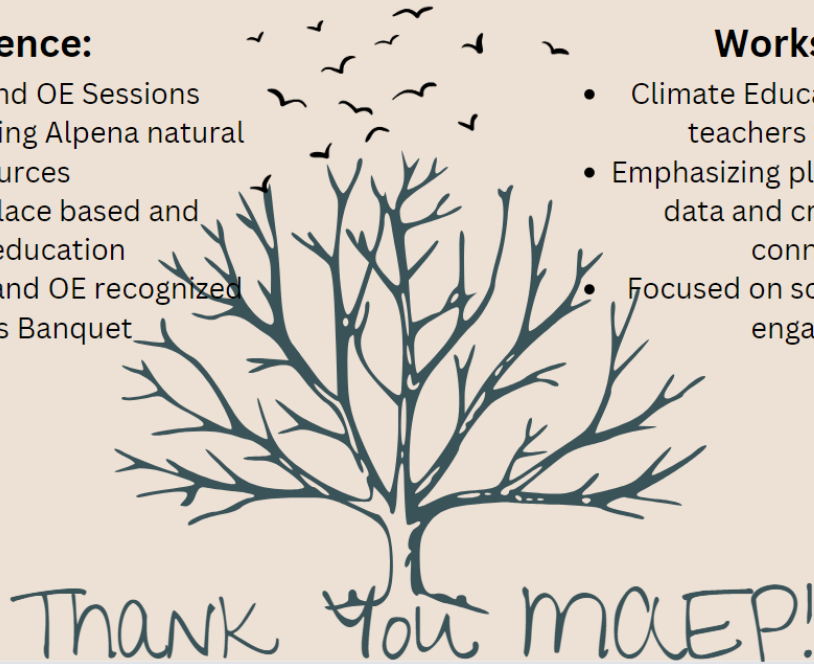 ence:
nd OE Sessions
ing Alpena natural
urces
lace based and
education
and OE recognized
s Banquet
Works
Climate Educa
teachers
Emphasizing pl
data and cr
conn
Focused on sc
enga
Thank You MAEP!